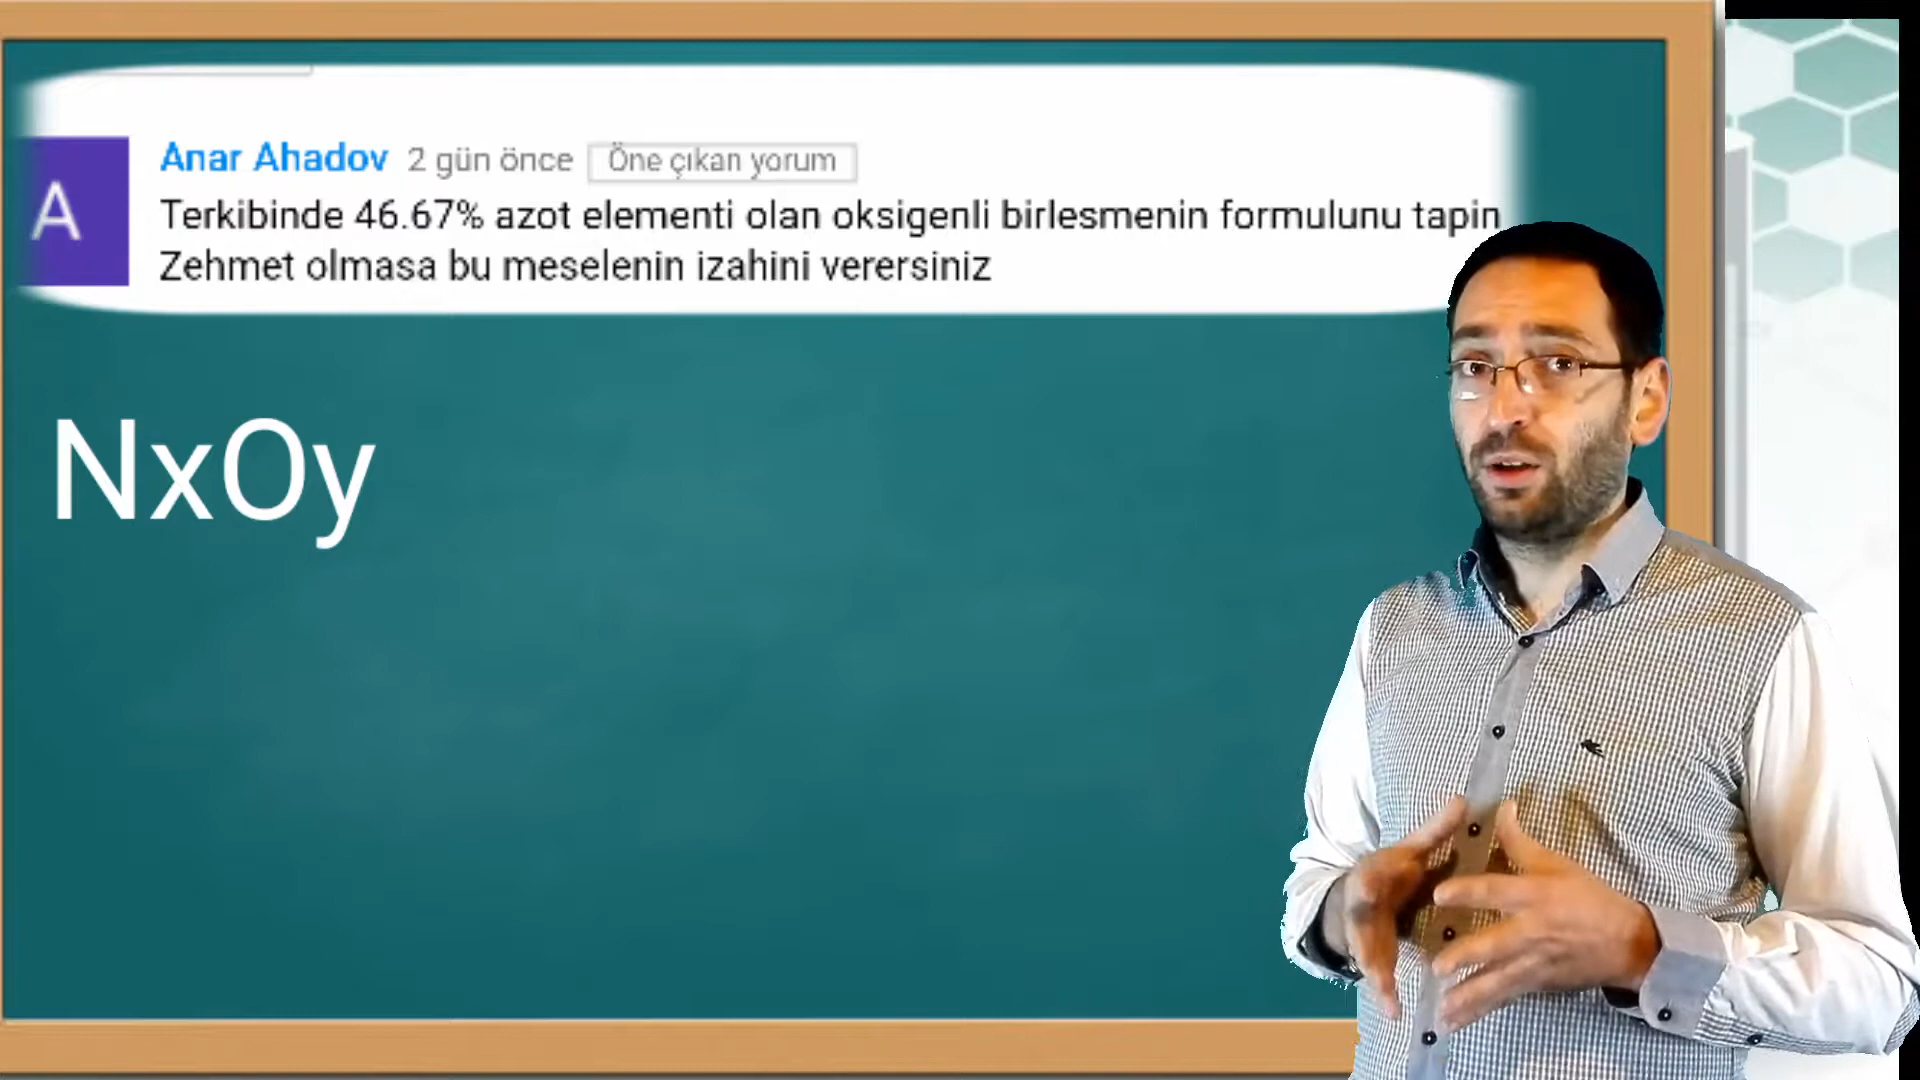 A
Anar Ahadov 2 gün önce Öne çıkan yorum
Terkibinde 46.67% azot elementi olan oksigenli birlesmenin formulunu tapin
Zehmet olmasa bu meselenin izahini verersiniz
NxOy